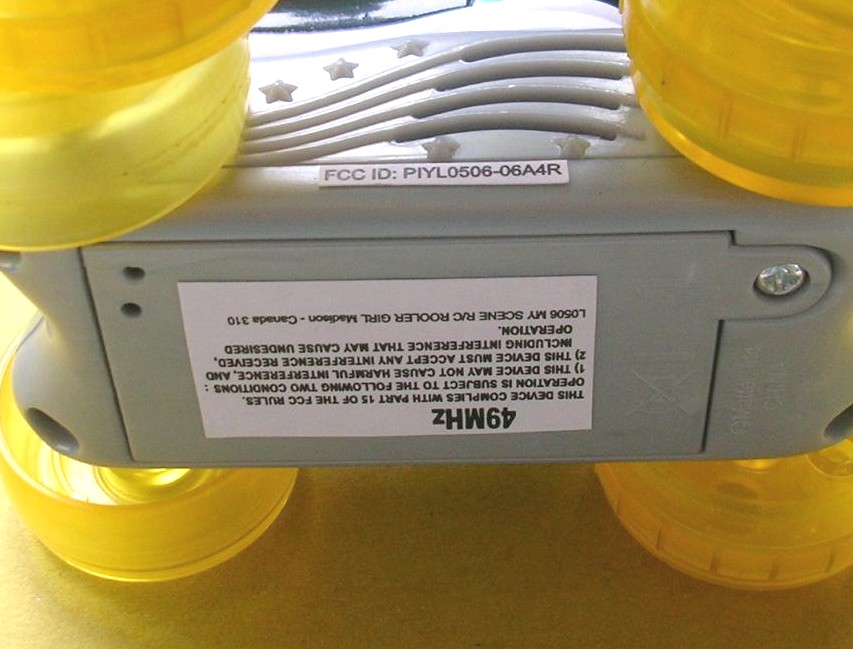 FCC ID: PIYL0506-06A4R
49MHz
THIS DEVICE COMPLIES WITH PART 15 OF THE FCC RULES.
OPERATION IS SUBJECT TO THE FOLLOWING TWO CONDITIONS :
1) THIS DEVICE MAY NOT CAUSE HARMFUL INTERFERENCE, AND
2) THIS DEVICE MUST ACCEPT ANY INTERFERENCE RECEIVED,
INCLUDING INTERFERENCE THAT MAY CAUSE UNDESIRED
OPERATION.
L0506 MY SCENE R/C ROOLER GIRL Madison - Canada 310